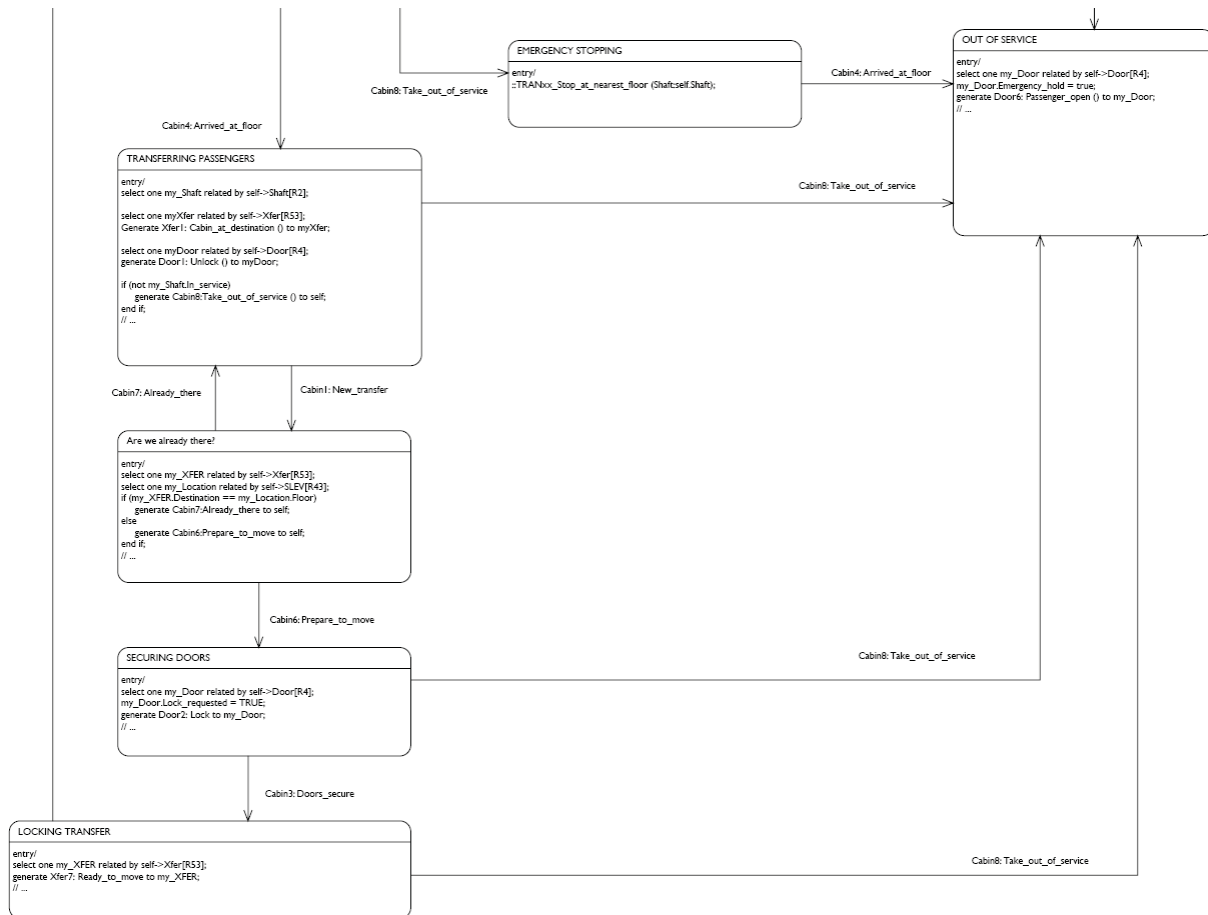 EMERGENCY STOPPING
entry/
::TRANxx_Stop_at_nearest_floor (Shaft:self.Shaft);
OUT OF SERVICE
entry/
select one my_Door related by self->Door[R4];
my_Door.Emergency_hold = true;
generate Door6: Passenger_open () to my_Door;
// ...
Cabin4: Arrived_at_floor
Cabin8: Take_out_of_service
Cabin4: Arrived_at_floor
TRANSFERRING PASSENGERS
entry/
select one my_Shaft related by self->Shaft[R2];
select one myXfer related by self->Xfer[R53];
Generate Xfer1: Cabin_at_destination () to myXfer;
select one myDoor related by self->Door[R4];
generate Door1: Unlock () to myDoor;
if (not my_Shaft.In_service)
generate Cabin8:Take_out_of_service () to self;
end if;
// ...
Cabin8: Take_out_of_service
Cabin7: Already_there
Cabin1: New_transfer
Are we already there?
entry/
select one my_XFER related by self->Xfer[R53];
select one my_Location related by self->SLEV[R43];
if (my_XFER.Destination == my_Location.Floor)
generate Cabin7:Already_there to self;
else
generate Cabin6:Prepare_to_move to self;
end if;
// ...
Cabin6: Prepare_to_move
SECURING DOORS
entry/
select one my_Door related by self->Door[R4];
my_Door.Lock_requested = TRUE;
generate Door2: Lock to my_Door;
// ...
Cabin8: Take_out_of_service
Cabin3: Doors_secure
LOCKING TRANSFER
entry/
select one my_XFER related by self->Xfer[R53];
generate Xfer7: Ready_to_move to my_XFER;
// ...
Cabin8: Take_out_of_service